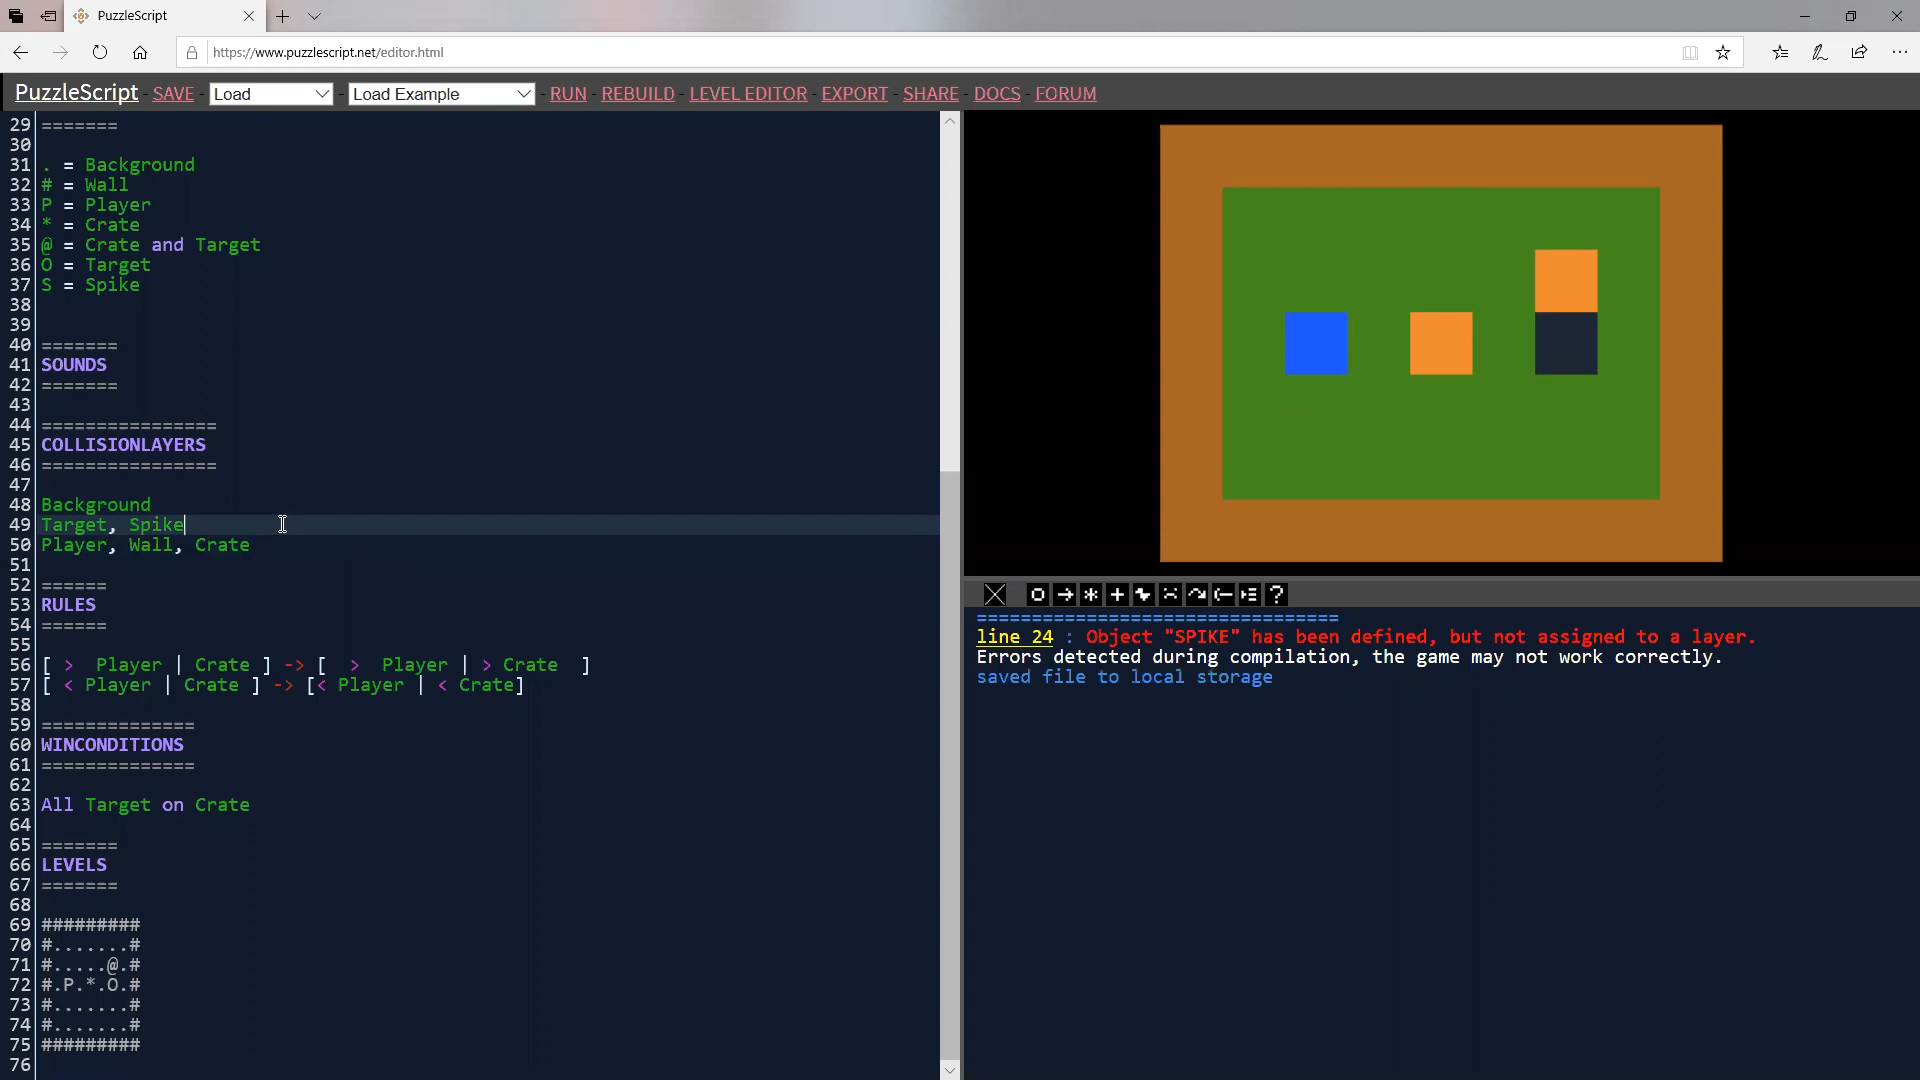 PuzzleScript
https://www.puzzlescript.net/editor.html
PuzzleScript - SAVE Load - Load Example - RUN - REBUILD - LEVEL EDITOR - EXPORT - SHARE - DOCS - FORUM
29 =======
30
31 . = Background
32 # = Wall
33 P = Player
34 * = Crate
35 @ = Crate and Target
36 O = Target
37 S = Spike
38
39
40 =======
41 SOUNDS
42 =======
43
44 ================
45 COLLISIONLAYERS
46 ================
47
48 Background
49 Target, Spike
50 Player, Wall, Crate
51
52 ======
53 RULES
54 ======
55
56 [ >  Player | Crate ] -> [  >  Player | > Crate  ]
57 [ < Player | Crate ] -> [< Player | < Crate]
58
59 ==============
60 WINCONDITIONS
61 ==============
62
63 All Target on Crate
64
65 =======
66 LEVELS
67 =======
68
69 #########
70 #.......#
71 #.....@.#
72 #.P.*.O.#
73 #.......#
74 #.......#
75 #########
76
=================================
line 24 : Object "SPIKE" has been defined, but not assigned to a layer.
Errors detected during compilation, the game may not work correctly.
saved file to local storage